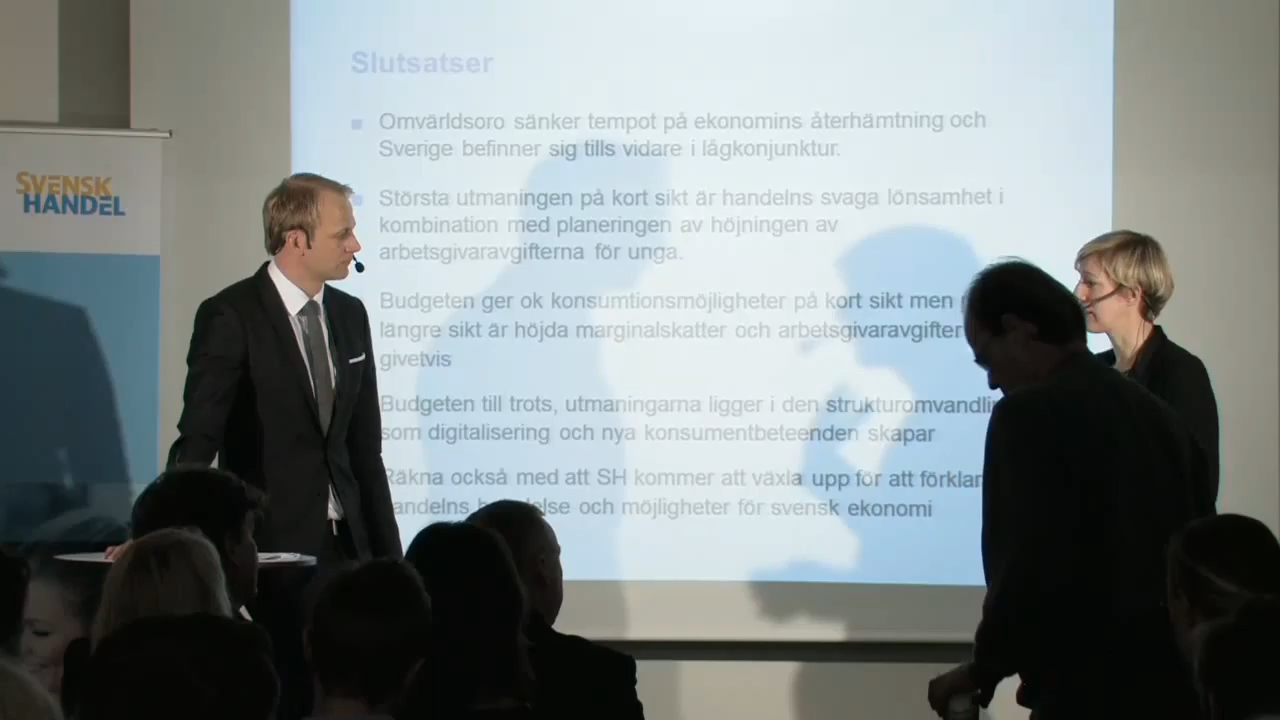 SVENSK
HANDEL
Slutsatser
Omvärldsoro sänker tempot på ekonomins återhämtning och
Sverige befinner sig tills vidare i lågkonjunktur.
Största utmaningen på kort sikt är handelns svaga lönsamhet i
kombination med planeringen av höjningen av
arbetsgivaravgifterna för unga.
Budgeten ger ok konsumtionsmöjligheter på kort sikt men
längre sikt är höjda marginalskatter och arbetsgivaravgifter
givetvis
Budgeten till trots, utmaningarna ligger i den
som digitalisering och nya konsumentbeteenden skapar
också med att SH kommer att växla upp för att
och möjligheter för svensk ekonomi